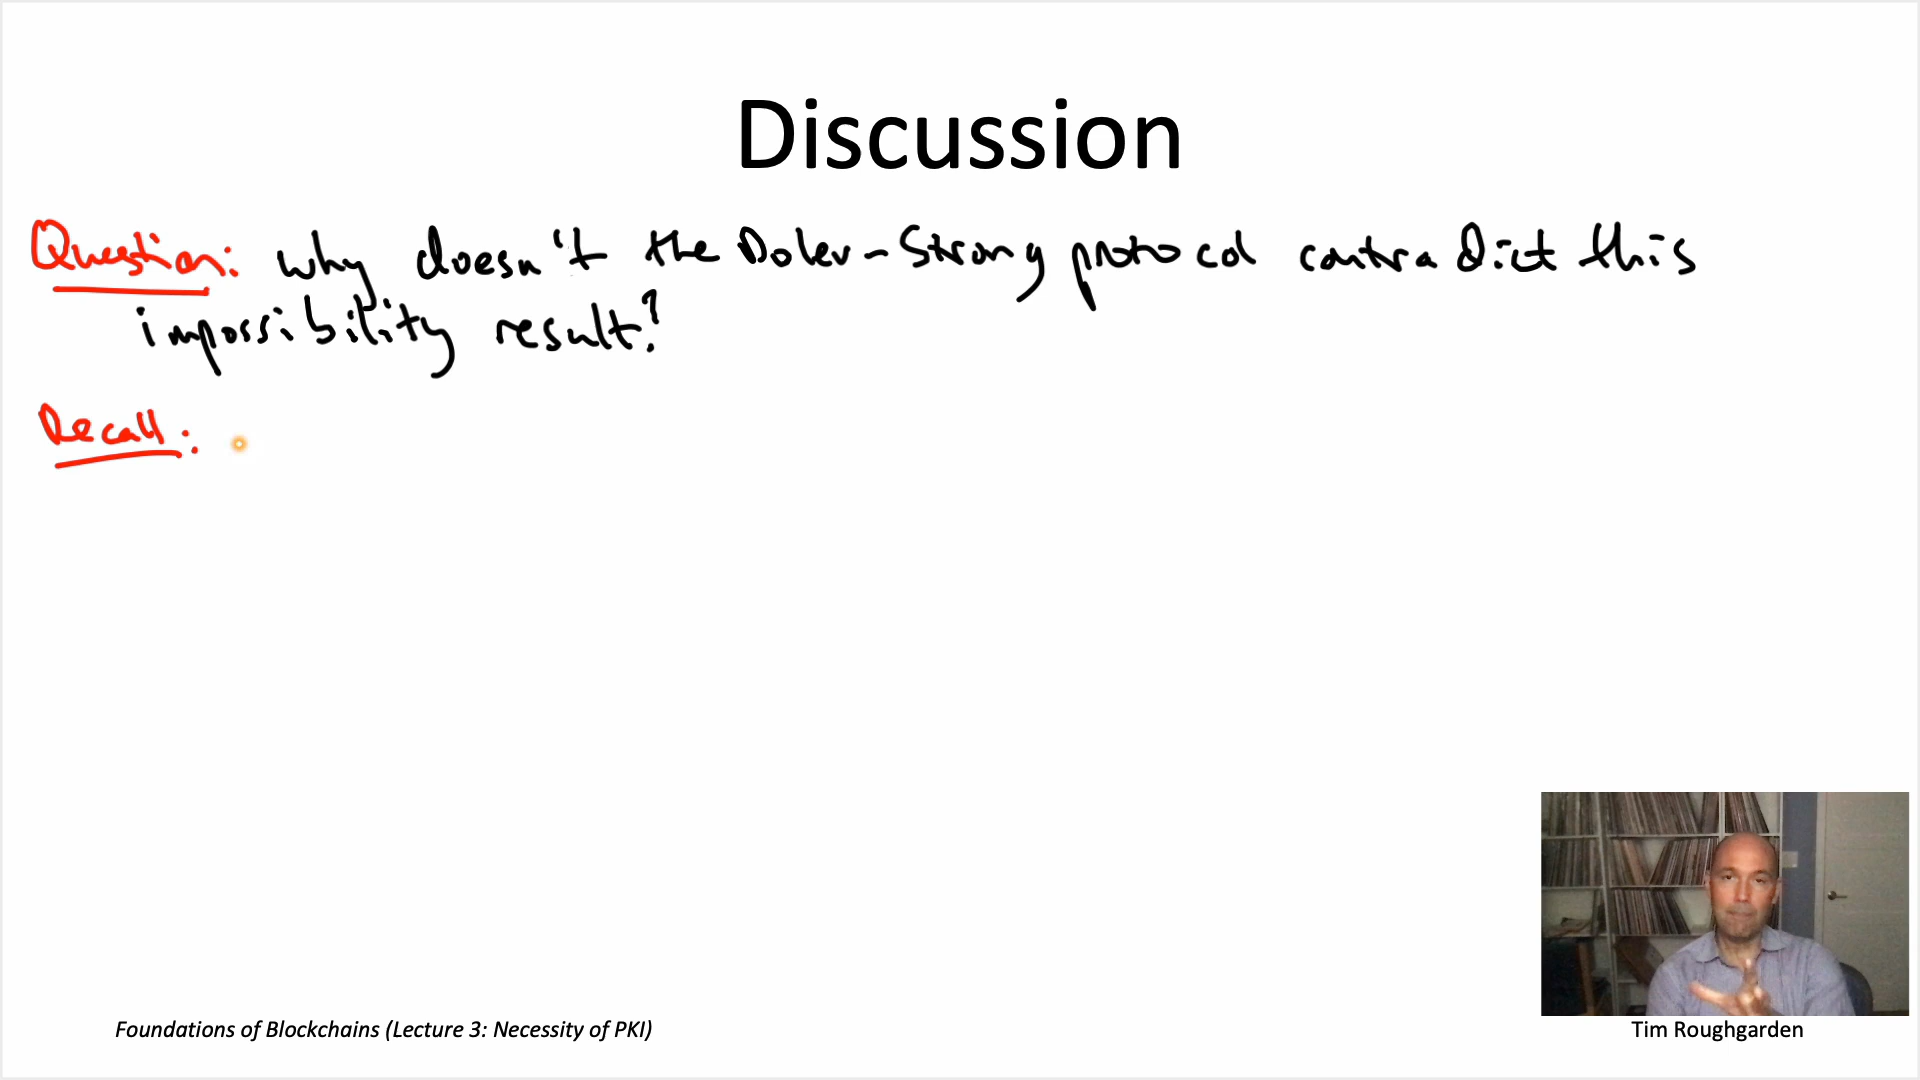 Discussion
Question: why doesn't the Dolev-Strong protocol contradict this
impossibility result?
Recall:
Foundations of Blockchains (Lecture 3: Necessity of PKI)
Tim Roughgarden